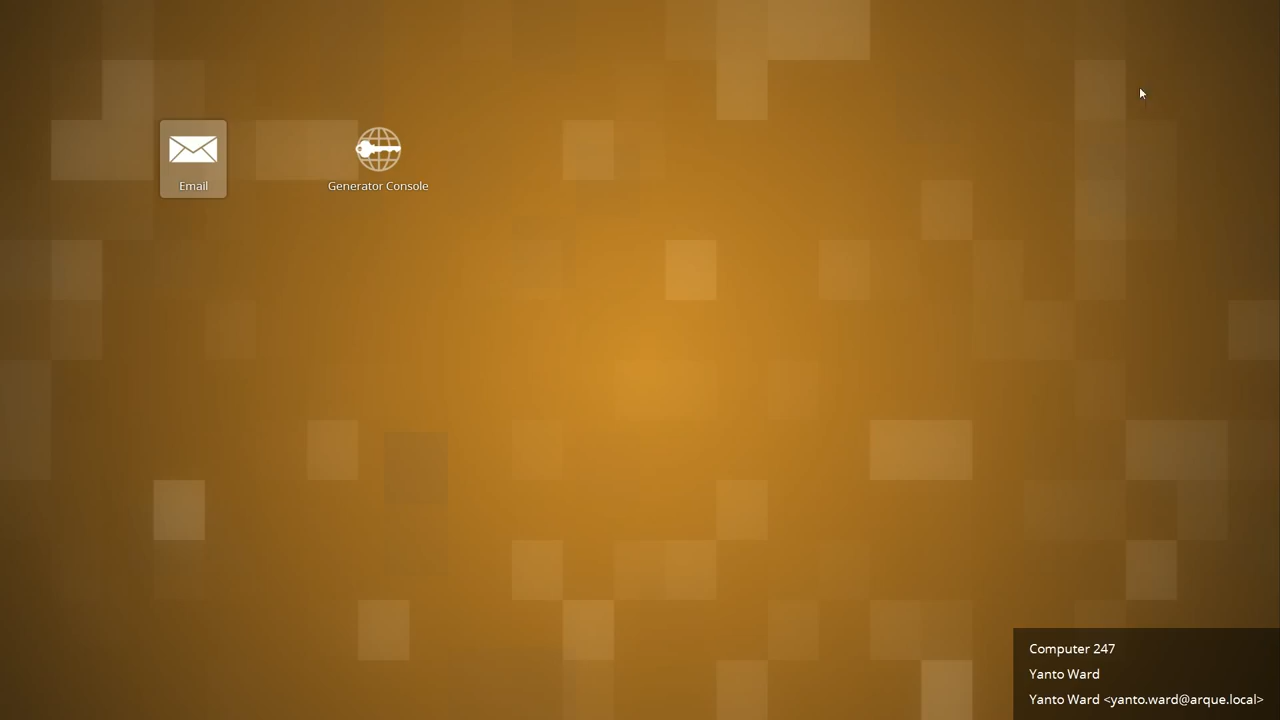 Email
Generator Console
Computer 247
Yanto Ward
Yanto Ward <yanto.ward@arque.local>